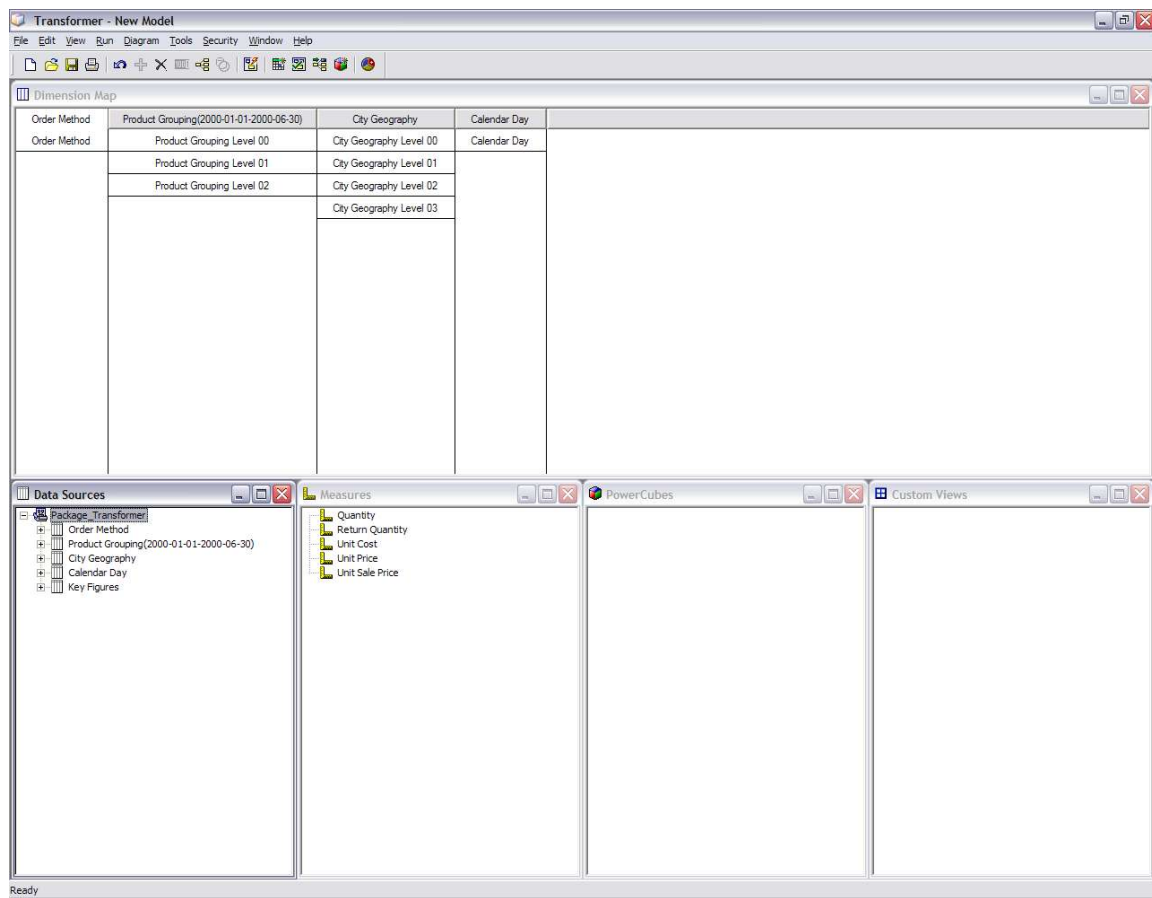 Transformer - New Model
File Edit View Run Diagram Tools Security Window Help
Dimension Map
Order Method Product Grouping(2000-01-01-2000-06-30) City Geography Calendar Day
Order Method Product Grouping Level 00 City Geography Level 00 Calendar Day
Product Grouping Level 01 City Geography Level 01
Product Grouping Level 02 City Geography Level 02
City Geography Level 03
Data Sources
Package_Transformer
Order Method
Product Grouping(2000-01-01-2000-06-30)
City Geography
Calendar Day
Key Figures
Measures
Quantity
Return Quantity
Unit Cost
Unit Price
Unit Sale Price
PowerCubes
Custom Views
Ready